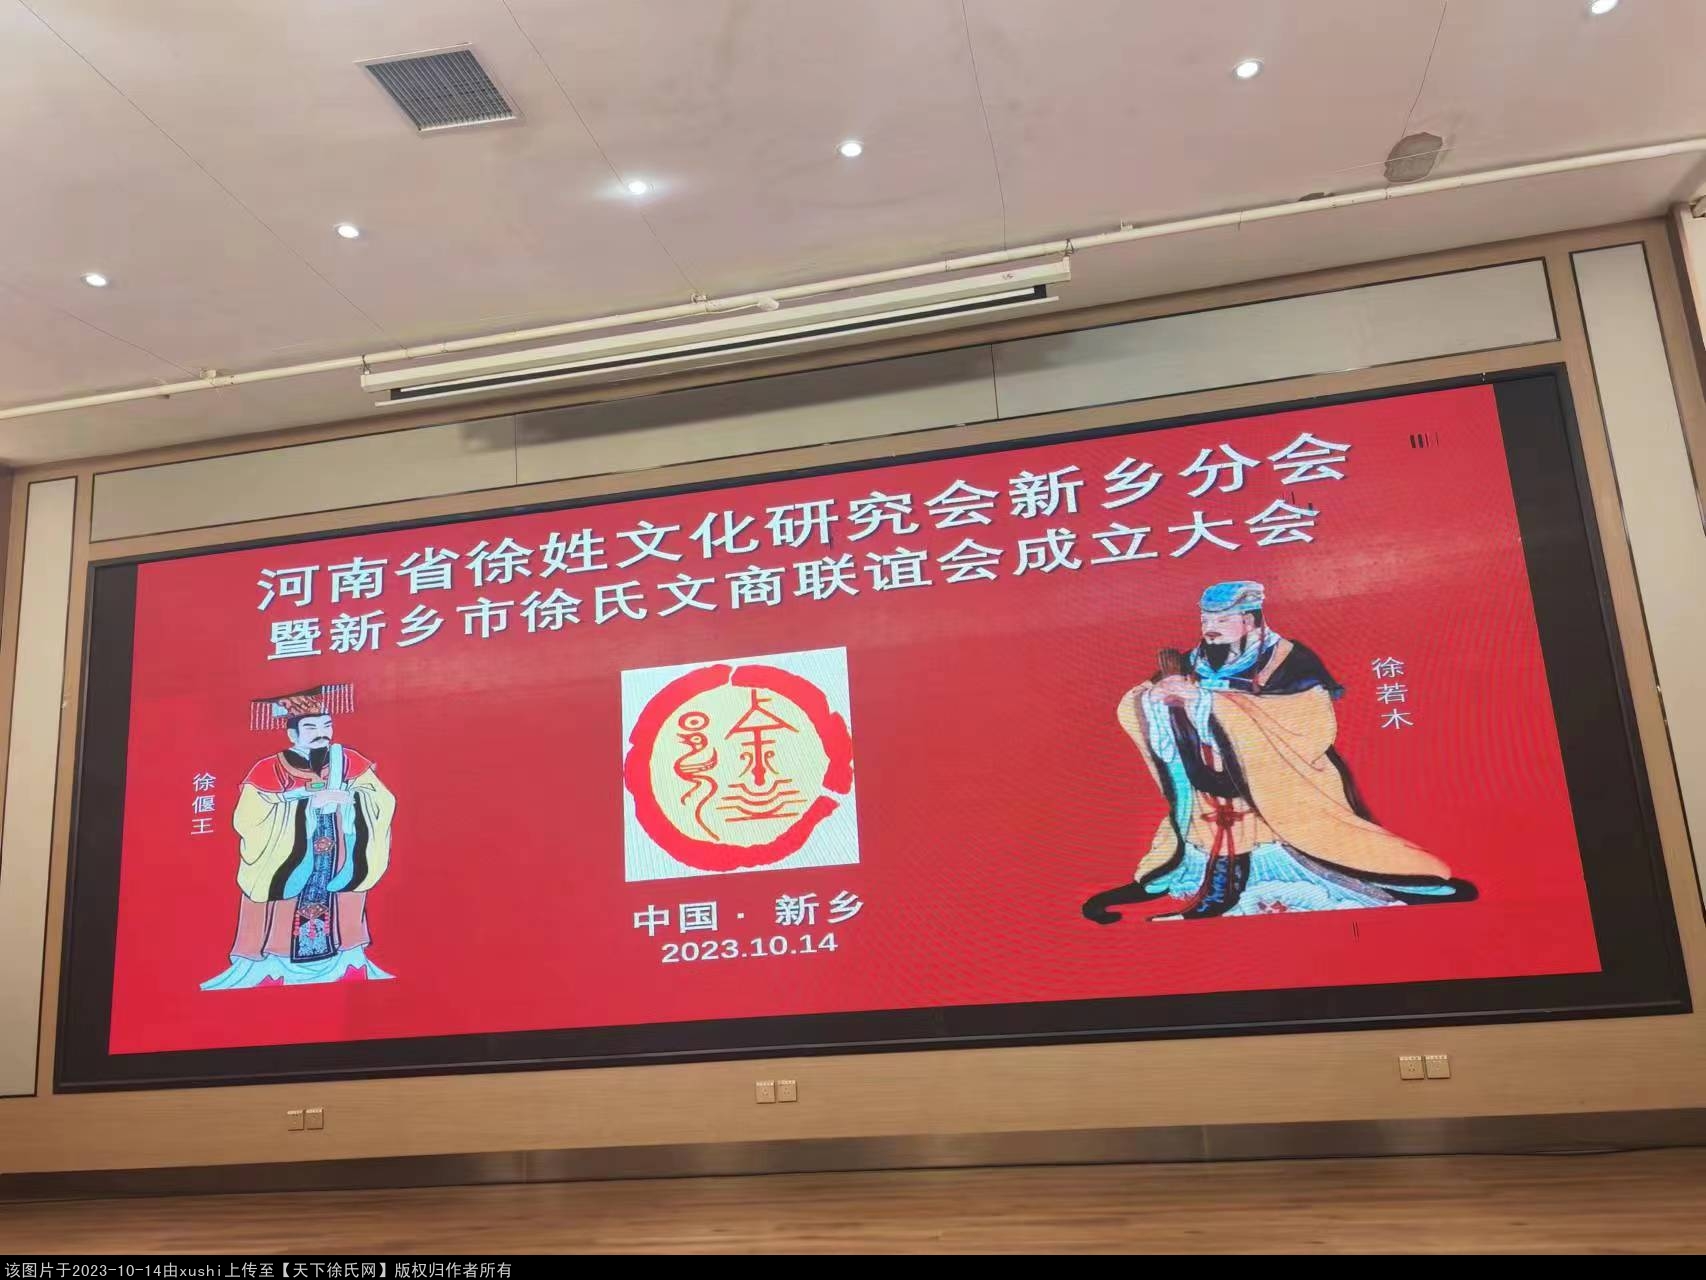 河南省徐姓文化研究会新乡分会
暨新乡市徐氏文商联谊会成立大会
徐偃王
徐若木
中国·新乡
2023.10.14
该图片于2023-10-14由xushi上传至【天下徐氏网】版权归作者所有